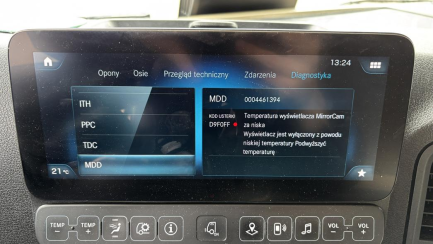 13:24
Opony Osie Przegląd techniczny Zdarzenia Diagnostyka
ITH
PPC
TDC
MDD
MDD 0004461394
KOD USTERKI
D9F0FF
Temperatura wyświetlacza MirrorCam
za niska
Wyświetlacz jest wyłączony z powodu
niskiej temperatury Podwyższyć
temperaturę
21°C
TEMP
–
TEMP
+
VOL
–
VOL
+